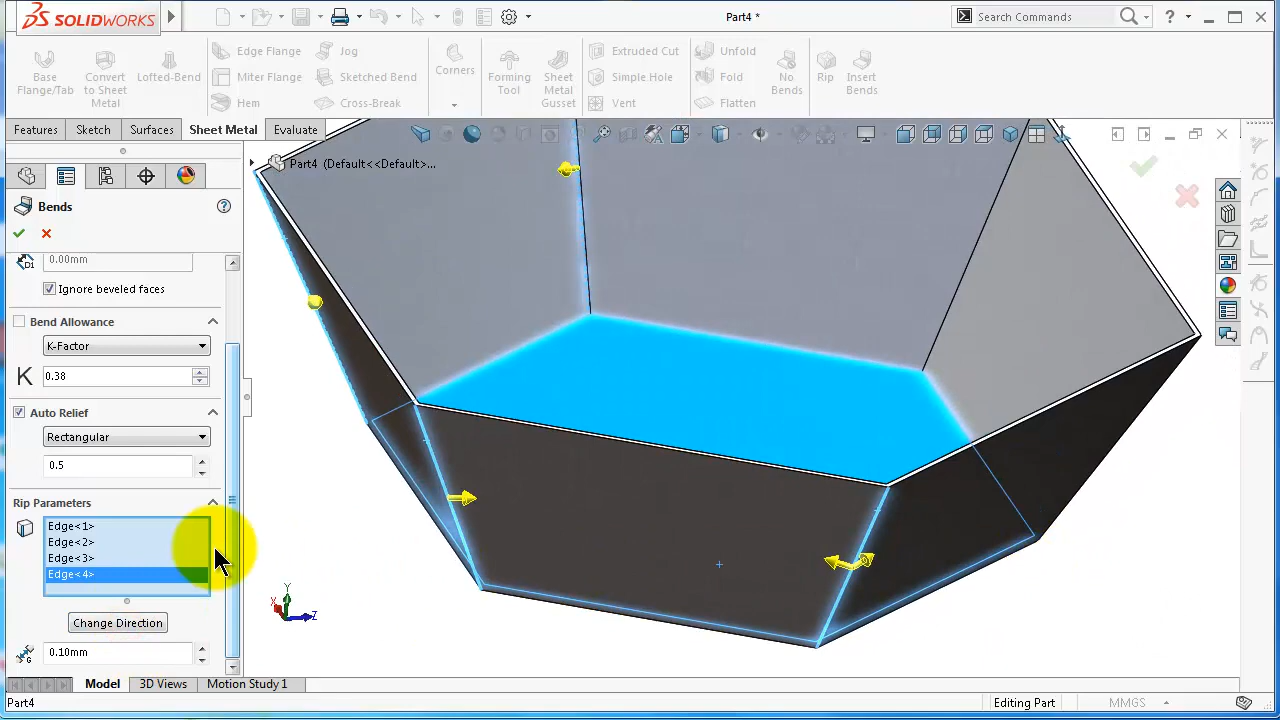 SOLIDWORKS
Part4 *
Search Commands
?
Base Flange/Tab
Convert to Sheet Metal
Lofted-Bend
Edge Flange
Miter Flange
Hem
Jog
Sketched Bend
Cross-Break
Corners
Forming Tool
Sheet Metal Gusset
Extruded Cut
Simple Hole
Vent
Unfold
Fold
Flatten
No Bends
Rip
Insert Bends
Features
Sketch
Surfaces
Sheet Metal
Evaluate
Part4 (Default<<Default>...
Bends
?
D1
0.00mm
Ignore beveled faces
Bend Allowance
K-Factor
K
0.38
Auto Relief
Rectangular
0.5
Rip Parameters
Edge<1>
Edge<2>
Edge<3>
Edge<4>
Change Direction
G
0.10mm
Y
X
Z
Model
3D Views
Motion Study 1
Part4
Editing Part
MMGS